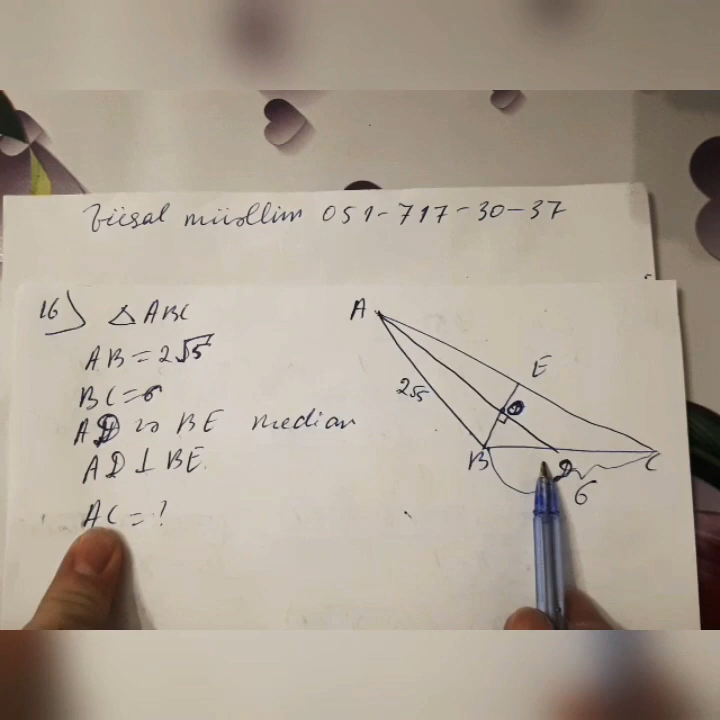 Vüsal müəllim 051-717-30-37
16) △ABC
AB=2√5
BC=6
AD və BE median
AD⊥BE.
AC=?
A
E
2√5
B
D
C
6